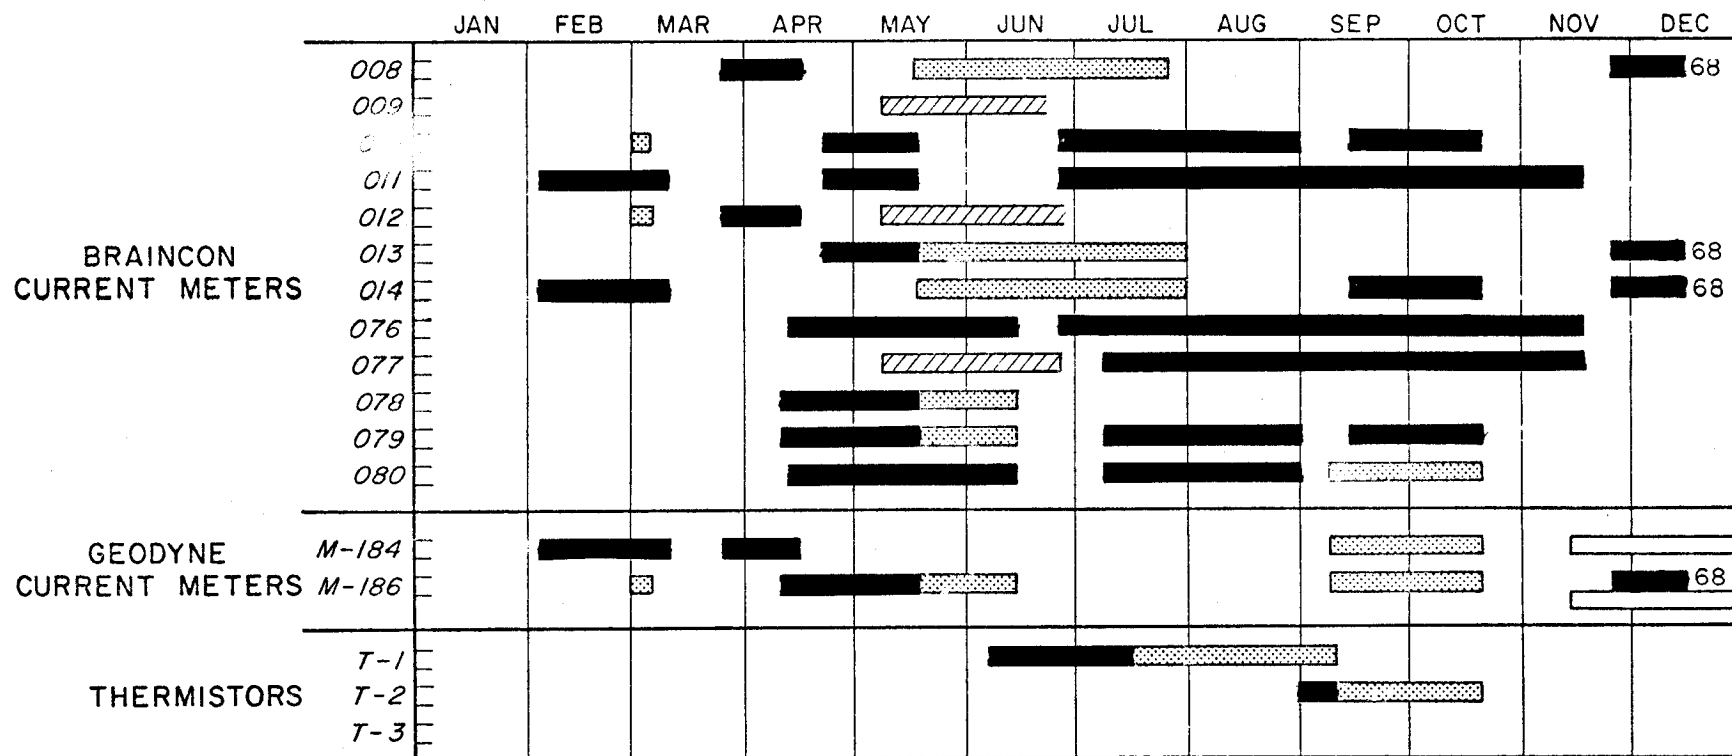 JAN FEB MAR APR MAY JUN JUL AUG SEP OCT NOV DEC
008 68
009
011
012
BRAINCON
CURRENT METERS
013 68
014 68
076
077
078
079
080
GEODYNE
CURRENT METERS
M-184
M-186 68
T-1
THERMISTORS T-2
T-3